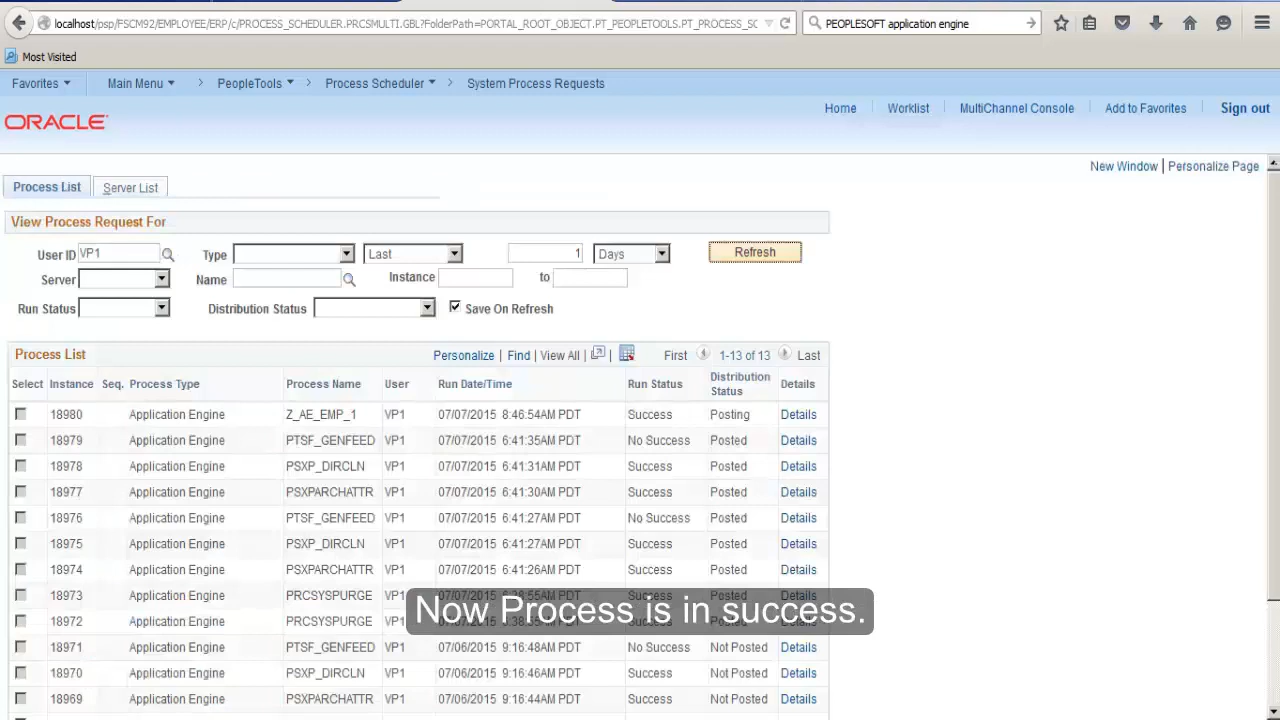 localhost/psp/FSCM92/EMPLOYEE/ERP/c/PROCESS_SCHEDULER.PRCSMULTI.GBL?FolderPath=PORTAL_ROOT_OBJECT.PT_PEOPLETOOLS.PT_PROCESS_SC PEOPLESOFT application engine
Most Visited
Favorites Main Menu > PeopleTools > Process Scheduler > System Process Requests
Home Worklist MultiChannel Console Add to Favorites Sign out
ORACLE
New Window | Personalize Page
Process List Server List
View Process Request For
User ID VP1 Type Last 1 Days Refresh
Server Name Instance to
Run Status Distribution Status Save On Refresh
Process List Personalize | Find | View All | | First 1-13 of 13 Last
Select Instance Seq. Process Type Process Name User Run Date/Time Run Status Distribution Status Details
18980 Application Engine Z_AE_EMP_1 VP1 07/07/2015 8:46:54AM PDT Success Posting Details
18979 Application Engine PTSF_GENFEED VP1 07/07/2015 6:41:35AM PDT No Success Posted Details
18978 Application Engine PSXP_DIRCLN VP1 07/07/2015 6:41:31AM PDT Success Posted Details
18977 Application Engine PSXPARCHATTR VP1 07/07/2015 6:41:30AM PDT Success Posted Details
18976 Application Engine PTSF_GENFEED VP1 07/07/2015 6:41:27AM PDT No Success Posted Details
18975 Application Engine PSXP_DIRCLN VP1 07/07/2015 6:41:27AM PDT Success Posted Details
18974 Application Engine PSXPARCHATTR VP1 07/07/2015 6:41:26AM PDT Success Posted Details
18973 Application Engine PRCSYSPURGE Details
18972 Application Engine PRCSYSPURGE Details
Now Process is in success.
18971 Application Engine PTSF_GENFEED VP1 07/06/2015 9:16:48AM PDT No Success Not Posted Details
18970 Application Engine PSXP_DIRCLN VP1 07/06/2015 9:16:46AM PDT Success Not Posted Details
18969 Application Engine PSXPARCHATTR VP1 07/06/2015 9:16:44AM PDT Success Not Posted Details